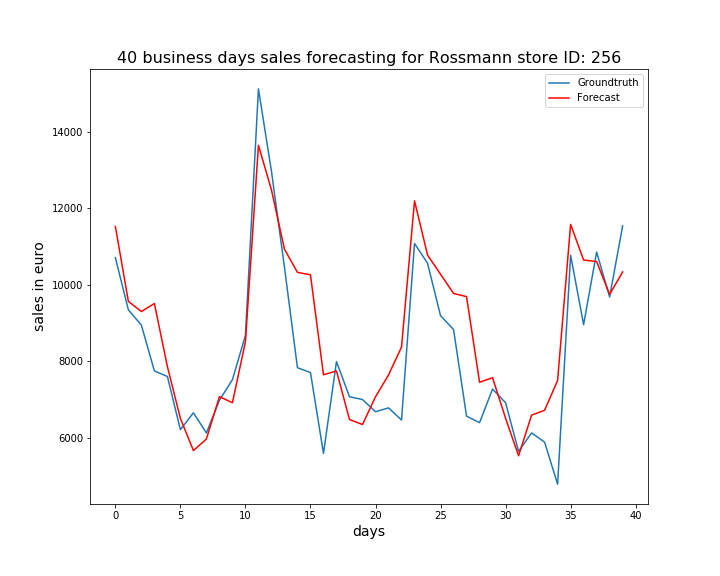 40 business days sales forecasting for Rossmann store ID: 256
Groundtruth
Forecast
14000
12000
10000
8000
6000
sales in euro
0 5 10 15 20 25 30 35 40
days